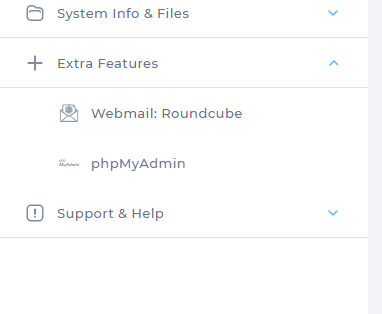 System Info & Files
Extra Features
Webmail: Roundcube
phpMyAdmin
Support & Help